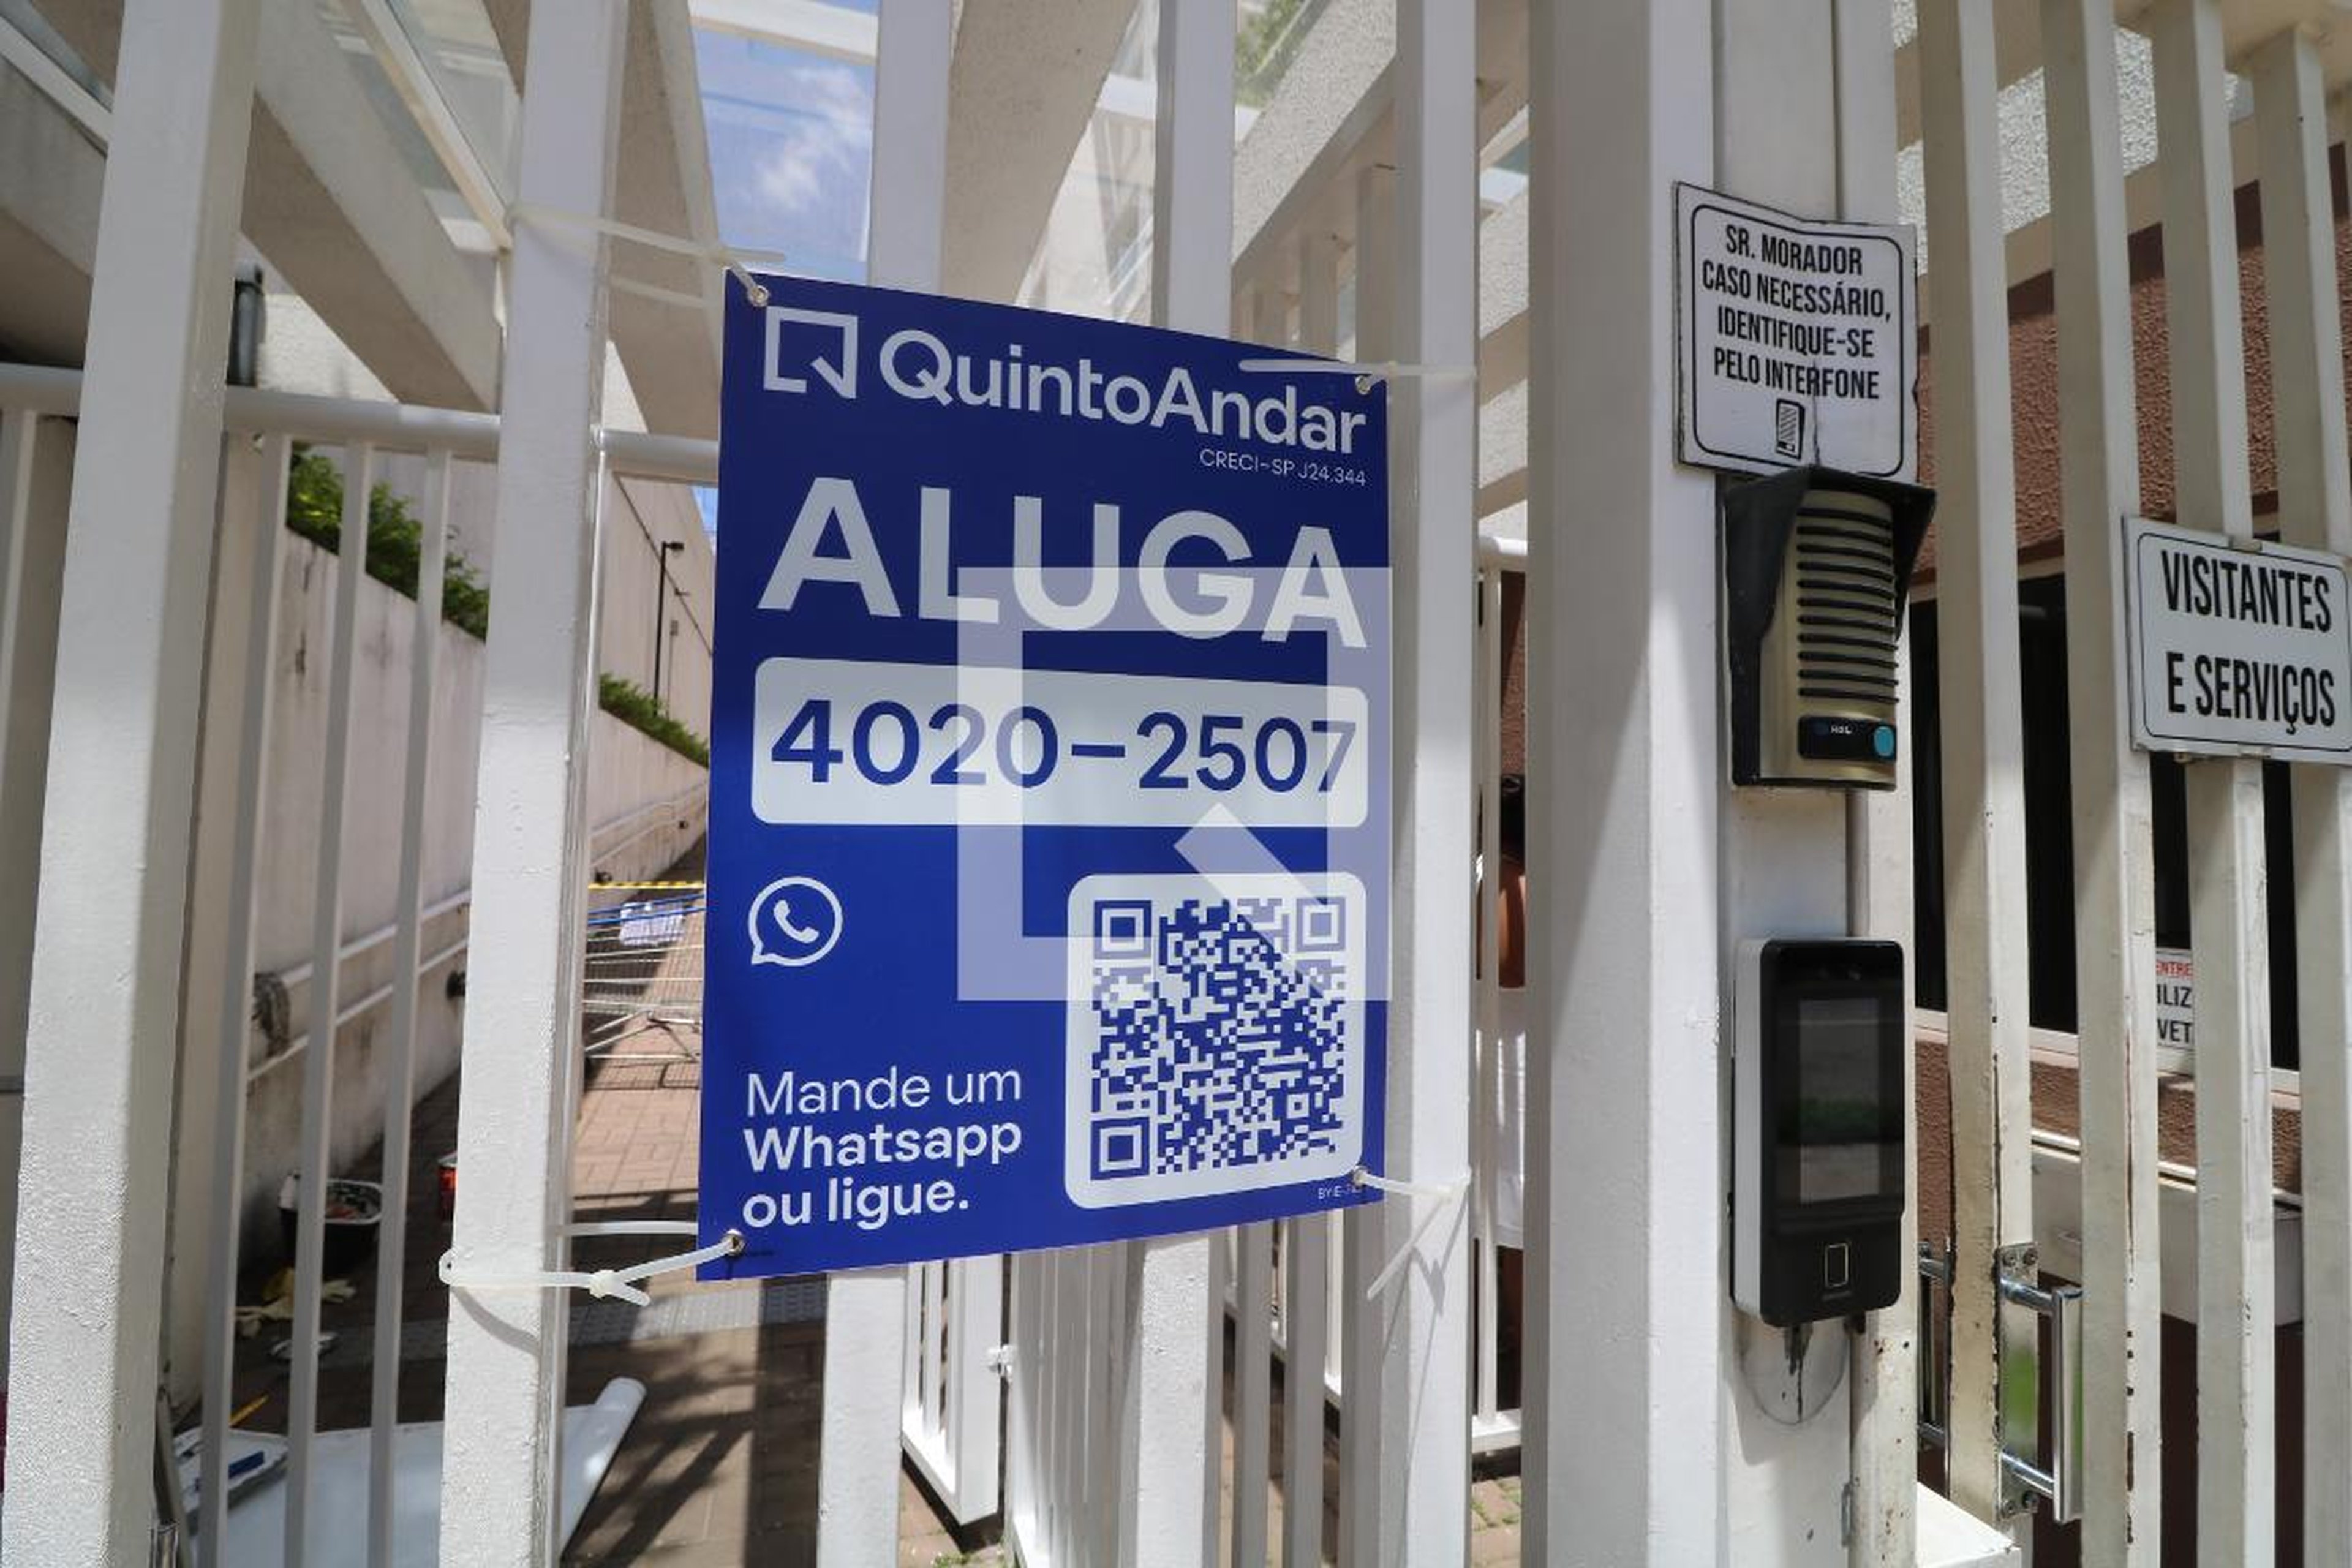 QuintoAndar
CRECI-SP J24.344
ALUGA
4020-2507
Mande um
Whatsapp
ou ligue.
SR. MORADOR
CASO NECESSÁRIO,
IDENTIFIQUE-SE
PELO INTERFONE
VISITANTES
E SERVIÇOS